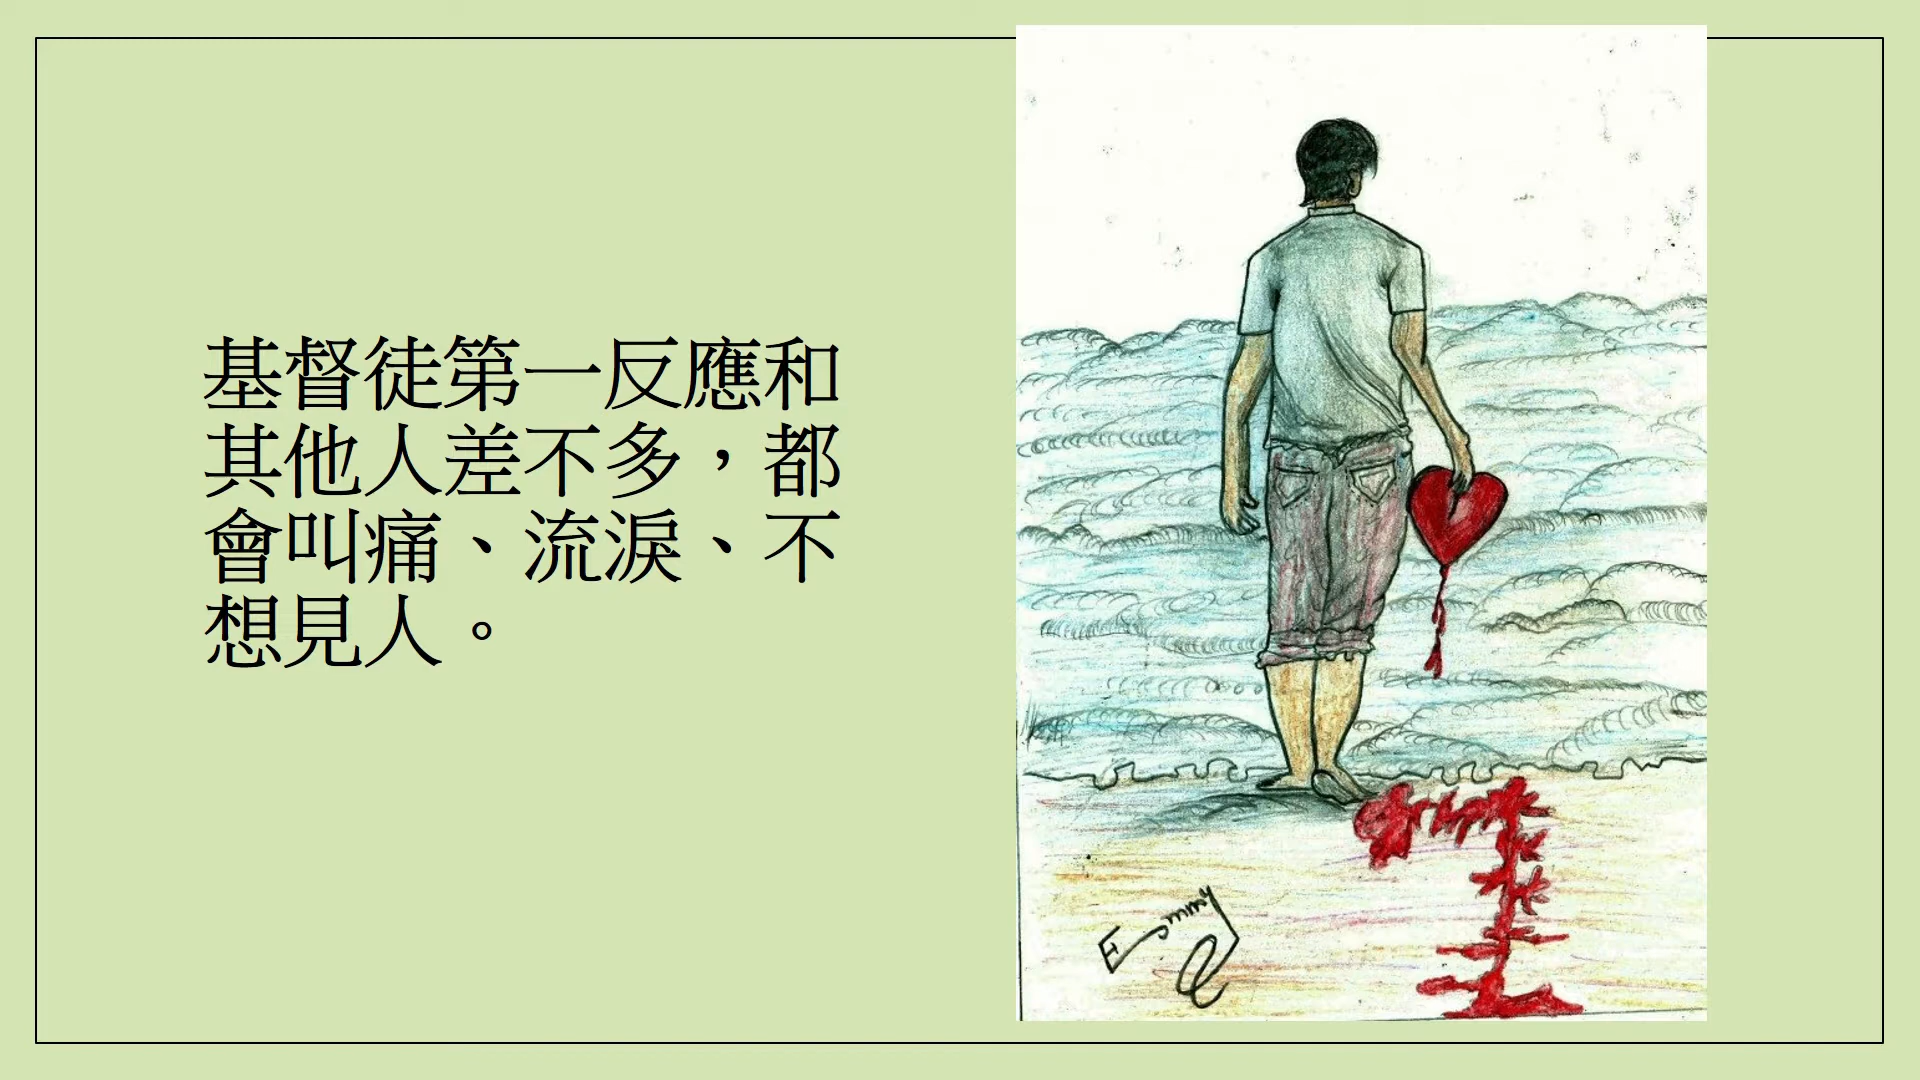 基督徒第一反應和
其他人差不多，都
會叫痛、流淚、不
想見人。